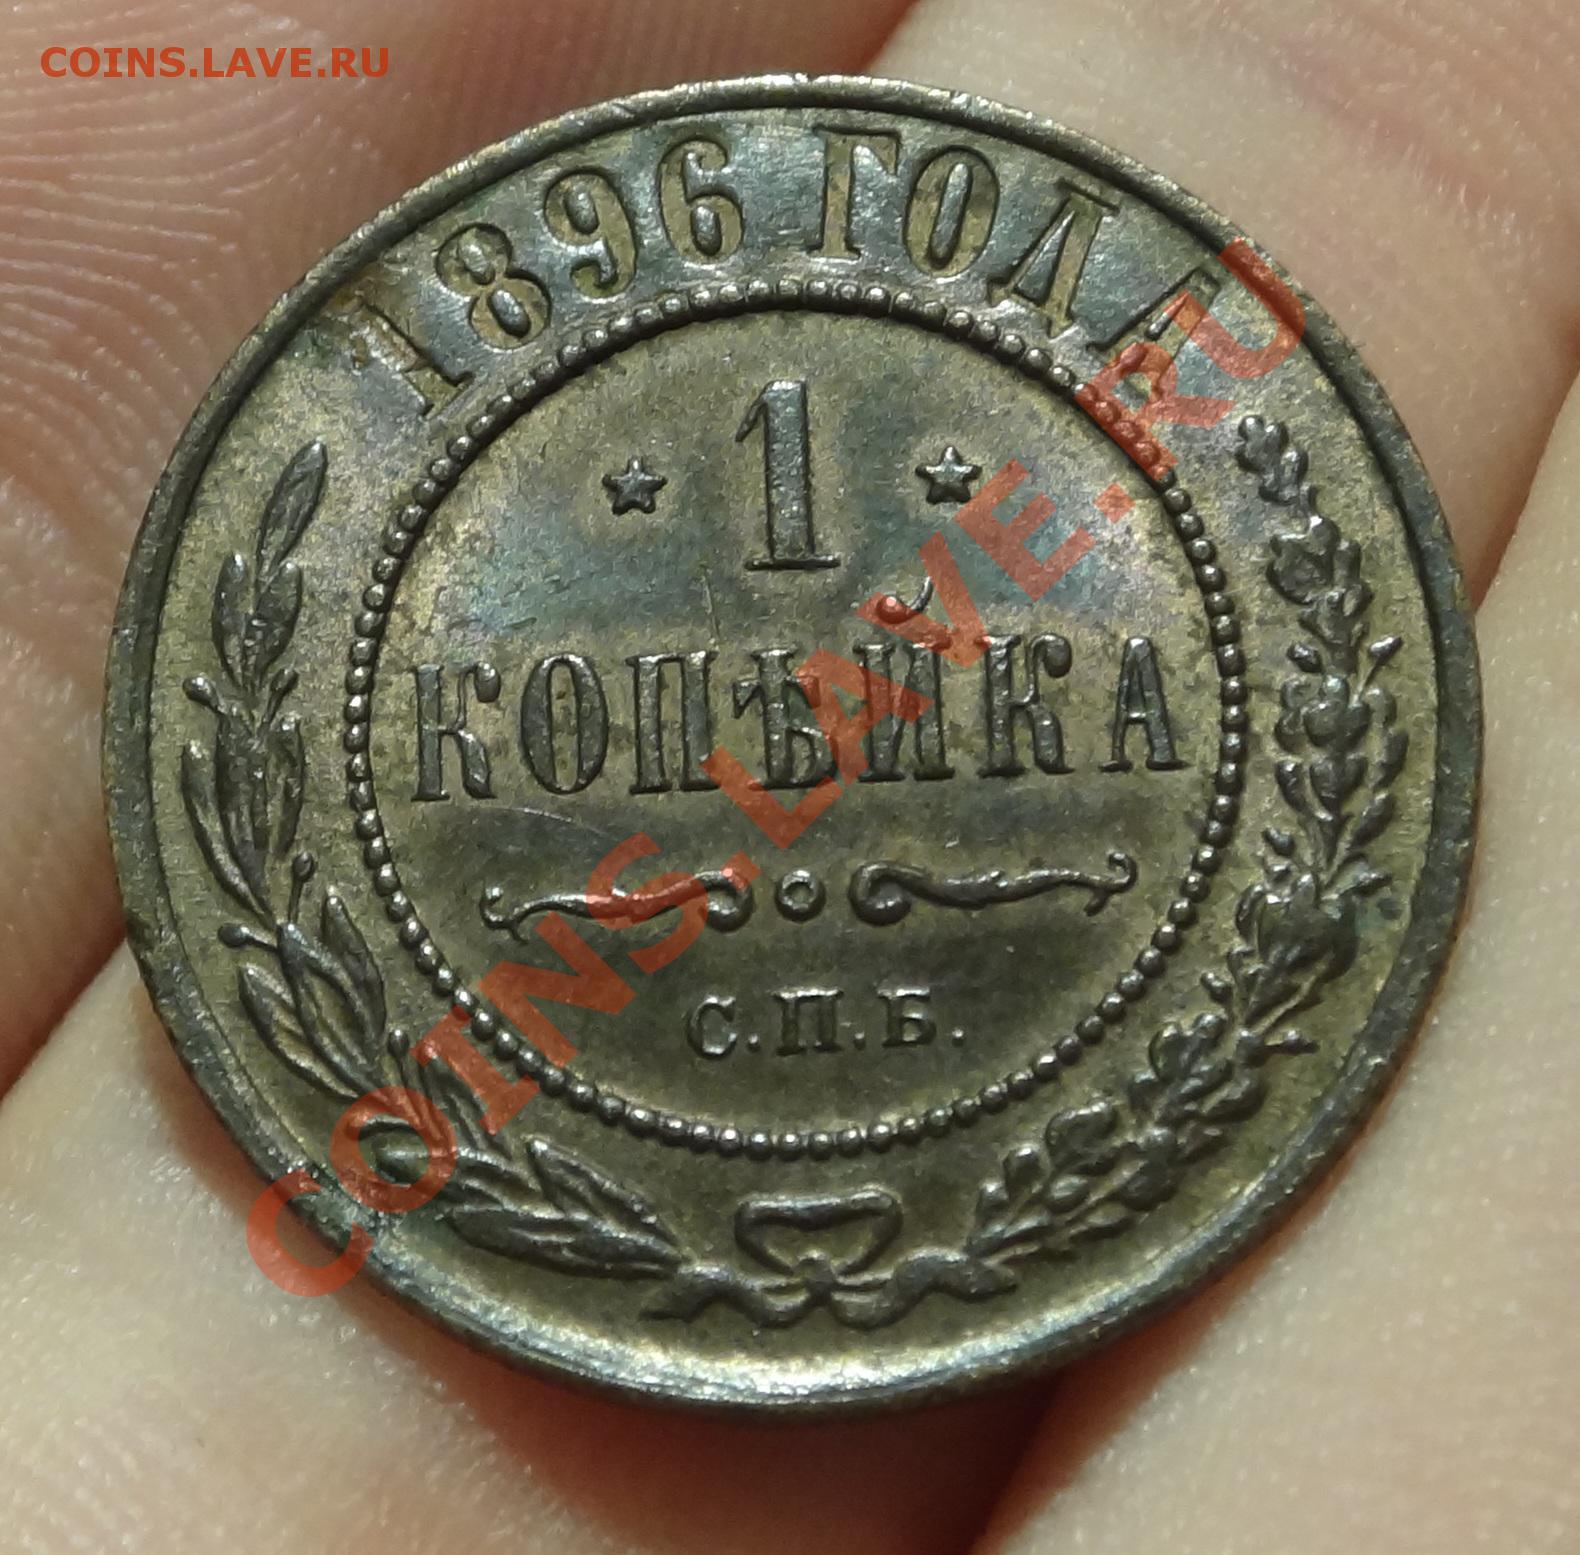 COINS.LAVE.RU
1896 ГОДА
1
КОПѢЙКА
С.П.Б.
COINS.LAVE.RU